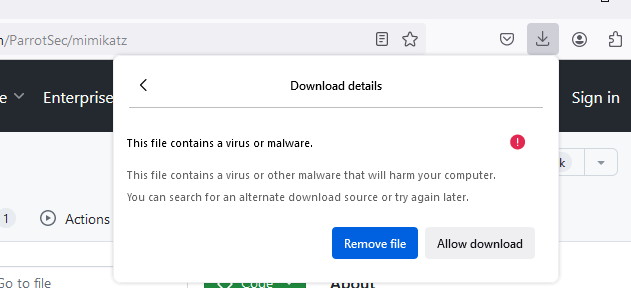 /ParrotSec/mimikatz
Enterprise
Sign in
Download details
This file contains a virus or malware.
This file contains a virus or other malware that will harm your computer.
You can search for an alternate download source or try again later.
Remove file
Allow download
1
Actions
Go to file
Code
About